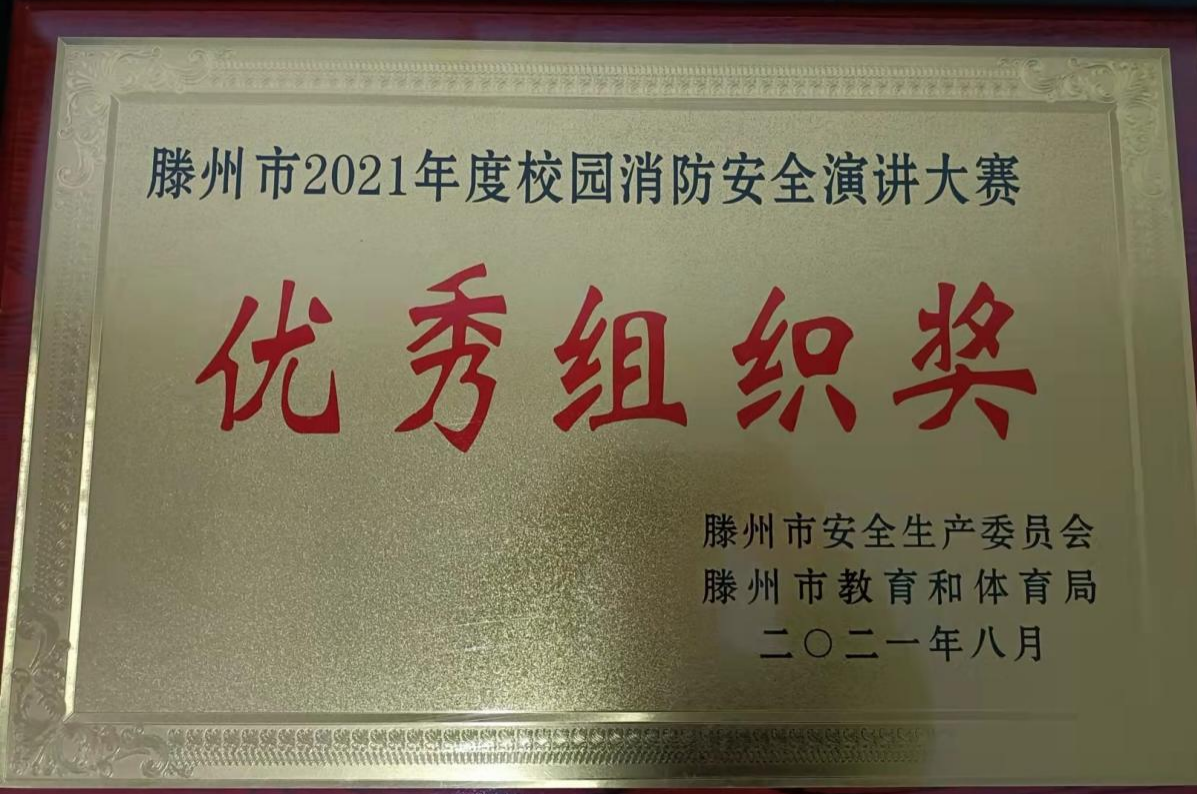 滕州市2021年度校园消防安全演讲大赛
优秀组织奖
滕州市安全生产委员会
滕州市教育和体育局
二〇二一年八月